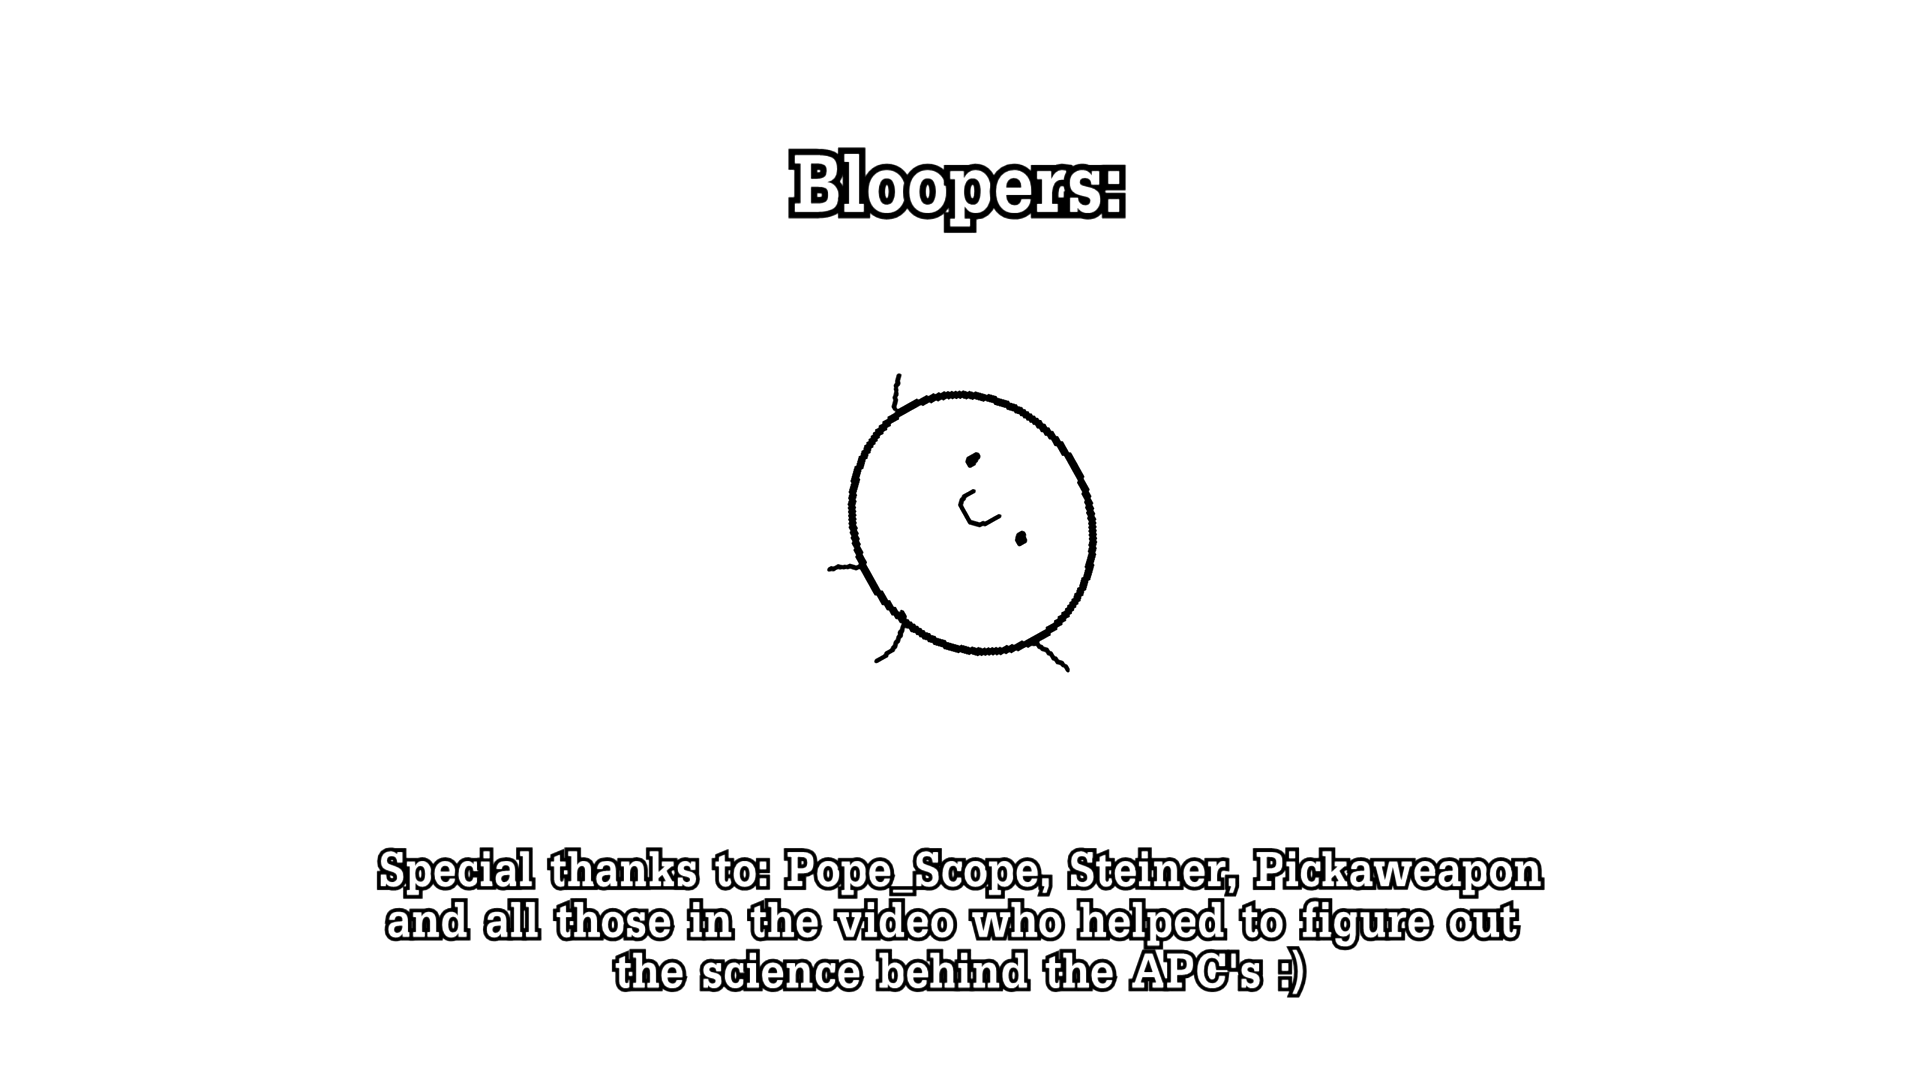 Bloopers:
Special thanks to: Pope_Scope, Steiner, Pickaweapon
and all those in the video who helped to figure out
the science behind the APC's :)